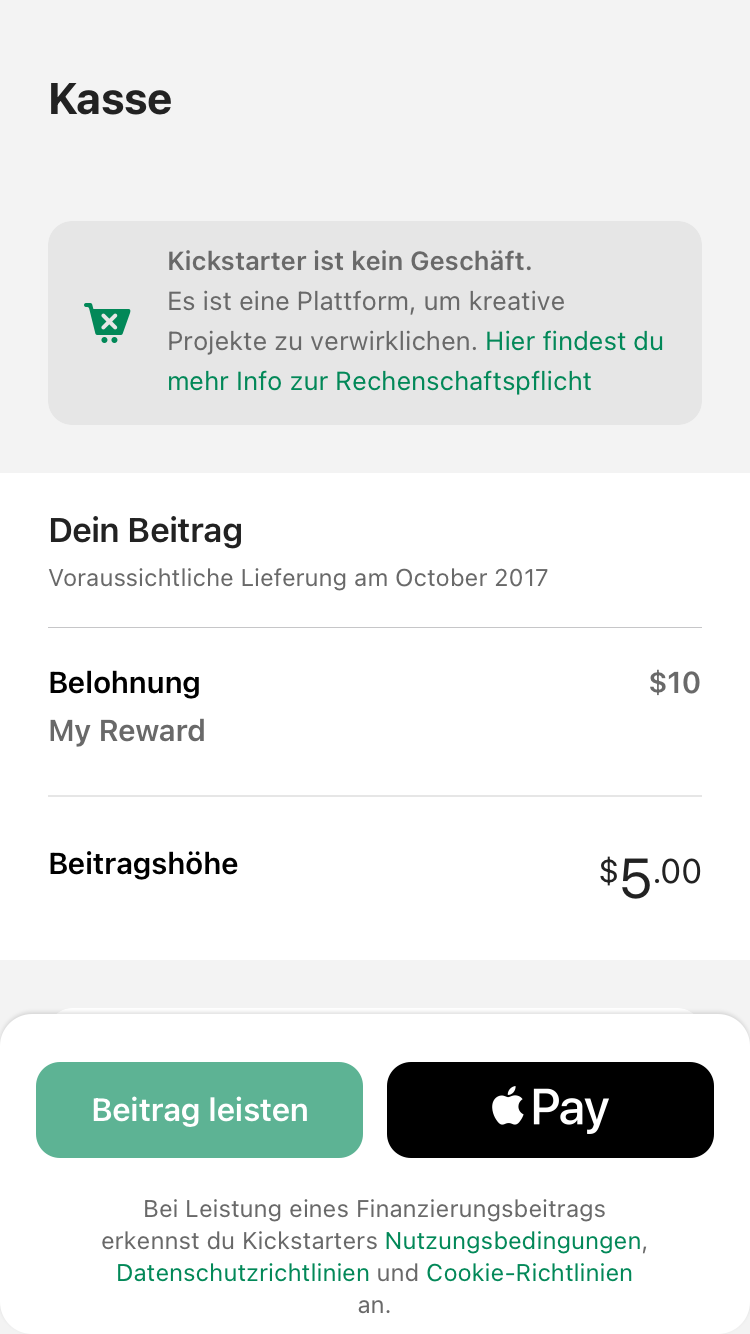 Kasse
Kickstarter ist kein Geschäft.
Es ist eine Plattform, um kreative
Projekte zu verwirklichen. Hier findest du
mehr Info zur Rechenschaftspflicht
Dein Beitrag
Voraussichtliche Lieferung am October 2017
Belohnung $10
My Reward
Beitragshöhe $5.00
Beitrag leisten Pay
Bei Leistung eines Finanzierungsbeitrags
erkennst du Kickstarters Nutzungsbedingungen,
Datenschutzrichtlinien und Cookie-Richtlinien
an.